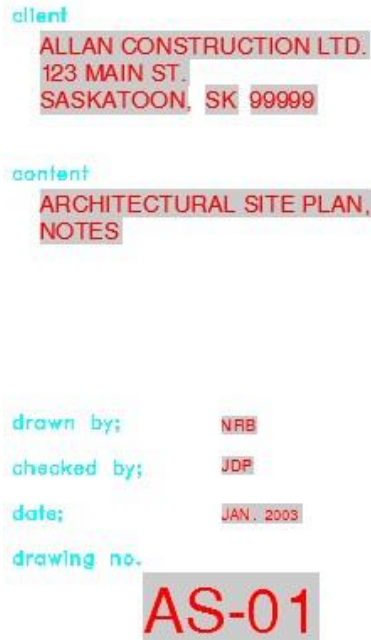 client
ALLAN CONSTRUCTION LTD.
123 MAIN ST.
SASKATOON, SK 99999
content
ARCHITECTURAL SITE PLAN,
NOTES
drawn by; NRB
checked by; JDP
date; JAN. 2003
drawing no.
AS-01